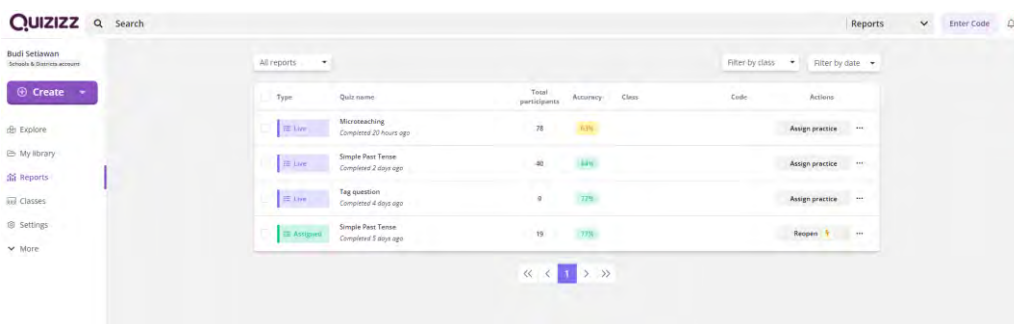 QUIZIZZ Search Reports Enter Code
Budi Setiawan
Schools & Districts account
Create
Explore
My library
Reports
Classes
Settings
More
All reports Filter by class Filter by date
Type Quiz name Total participants Accuracy Class Code Actions
Live Microteaching 78 63% Assign practice ...
Completed 20 hours ago
Live Simple Past Tense 40 Assign practice ...
Completed 2 days ago
Live Tag question Assign practice ...
Completed 4 days ago
Assigned Simple Past Tense 19 77% Reopen ...
Completed 5 days ago
<< < 1 > >>